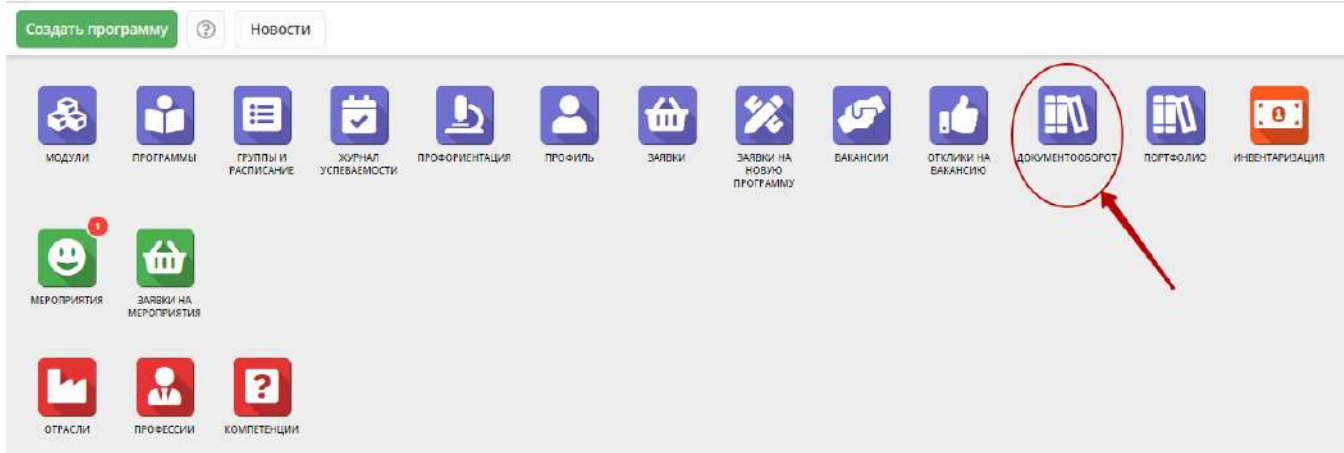 Создать программу ? Новости
МОДУЛИ
ПРОГРАММЫ
ГРУППЫ И
РАСПИСАНИЕ
ЖУРНАЛ
УСПЕВАЕМОСТИ
ПРОФОРИЕНТАЦИЯ
ПРОФИЛЬ
ЗАЯВКИ
ЗАЯВКИ НА
НОВУЮ
ПРОГРАММУ
ВАКАНСИИ
ОТКЛИКИ НА
ВАКАНСИЮ
ДОКУМЕНТООБОРОТ
ПОРТФОЛИО
1
ИНВЕНТАРИЗАЦИЯ
1
МЕРОПРИЯТИЯ
ЗАЯВКИ НА
МЕРОПРИЯТИЯ
ОТРАСЛИ
ПРОФЕССИИ
?
КОМПЕТЕНЦИИ